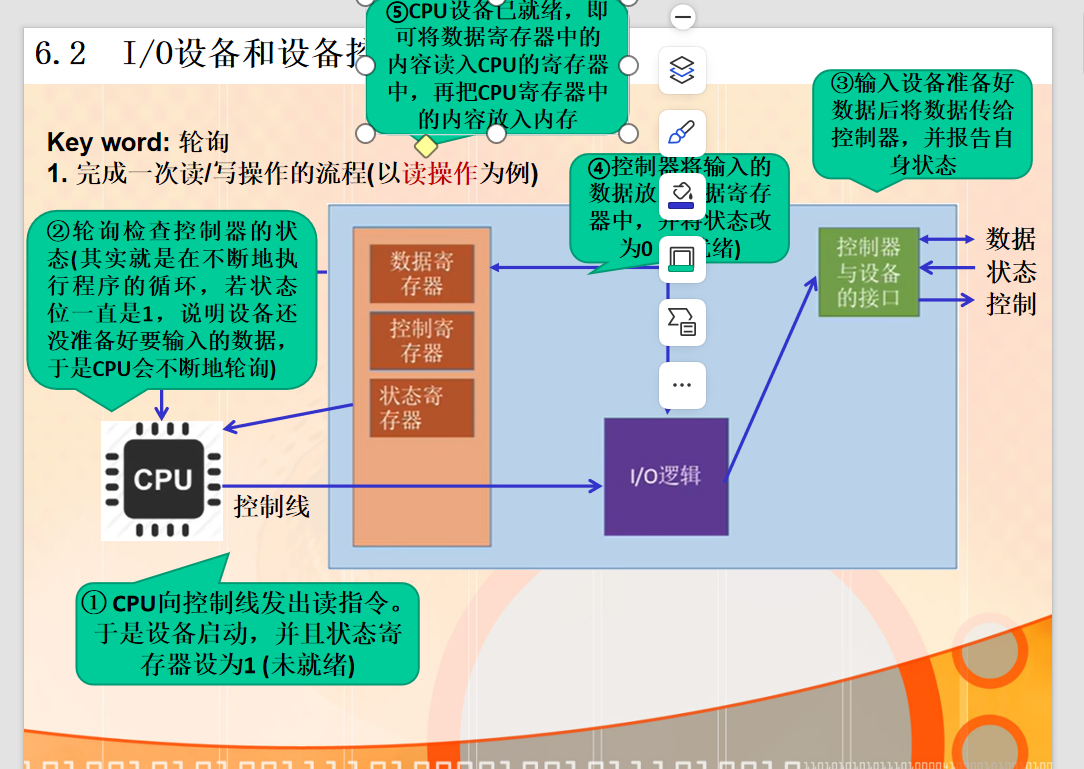 ⑤CPU设备已就绪，即
可将数据寄存器中的
内容读入CPU的寄存器
中，再把CPU寄存器中
的内容放入内存
6.2 I/O设备和设备
③输入设备准备好
数据后将数据传给
控制器，并报告自
身状态
Key word: 轮询
1. 完成一次读/写操作的流程(以读操作为例)
④控制器将输入的
数据放 据寄存
器中，并将状态改
为0 绪)
②轮询检查控制器的状
态(其实就是在不断地执
行程序的循环，若状态
位一直是1，说明设备还
没准备好要输入的数据，
于是CPU会不断地轮询)
数据寄
存器
控制寄
存器
状态寄
存器
控制器
与设备
的接口
数据
状态
控制
CPU
I/O逻辑
控制线
① CPU向控制线发出读指令。
于是设备启动，并且状态寄
存器设为1 (未就绪)